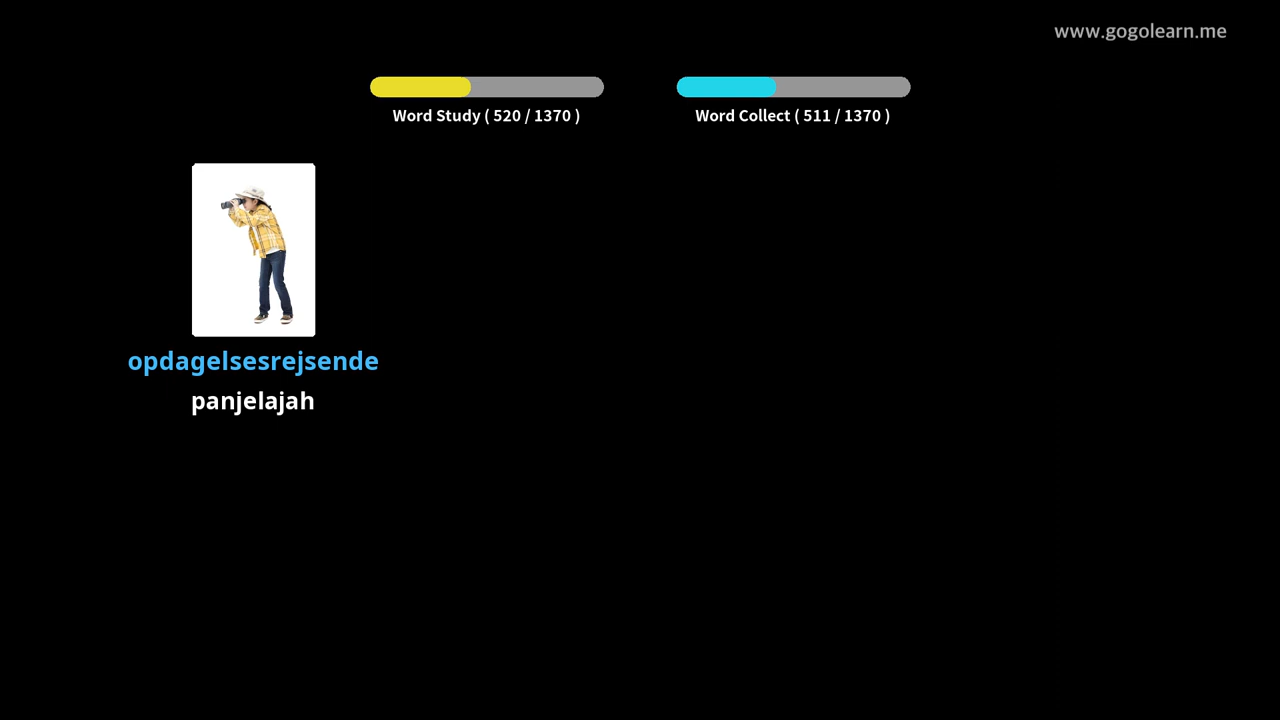 www.gogolearn.me
Word Study ( 520 / 1370 )
Word Collect ( 511 / 1370 )
opdagelsesrejsende
panjelajah